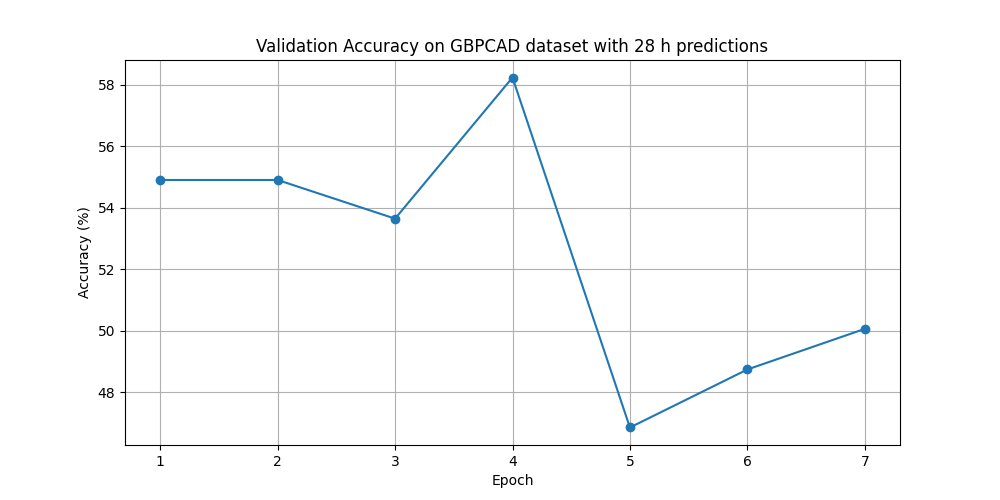 Validation Accuracy on GBPCAD dataset with 28 h predictions
Accuracy (%)
58
56
54
52
50
48
1 2 3 4 5 6 7
Epoch